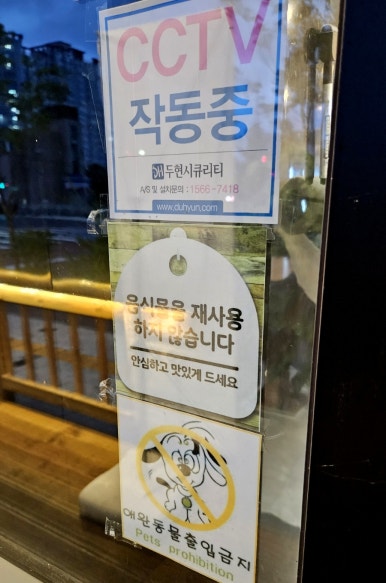 CCTV
작동중
DH 두현시큐리티
A/S 및 설치문의 : 1566-7418
www.duhyun.com
음식물을 재사용
하지 않습니다
안심하고 맛있게 드세요
애완동물출입금지
Pets prohibition